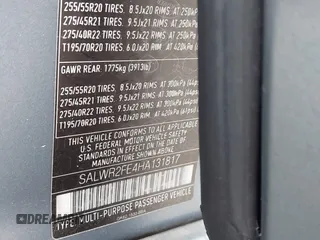 255/55R20 TIRES. 8.5Jx20 RIMS AT 250kPa
275/45R21 TIRES. 9.5Jx21 RIMS AT 250kPa
275/40R22 TIRES. 9.5Jx22 RIMS AT 250kPa
T195/70R20 TIRES. 6.0Jx20 RIM AT 420kPa
GAWR REAR. 1775kg (3913lb)
255/55R20 TIRES. 8.5Jx20 RIMS AT
275/45R21 TIRES. 9.5Jx21 RIMS AT
275/40R22 TIRES. 9.5Jx22 RIMS AT
T195/70R20 TIRES. 6.0Jx20 RIM AT 420kPa
THIS VEHICLE CONFORMS TO ALL APPLICABLE
FEDERAL MOTOR VEHICLE SAFETY AND
THEFT PREVENTION STANDARDS IN EFFECT
ON THE DATE OF MANUFACTURE SHOWN
ABOVE.
SALWR2FE4HA131817
TYPE: MULTI-PURPOSE PASSENGER VEHICLE